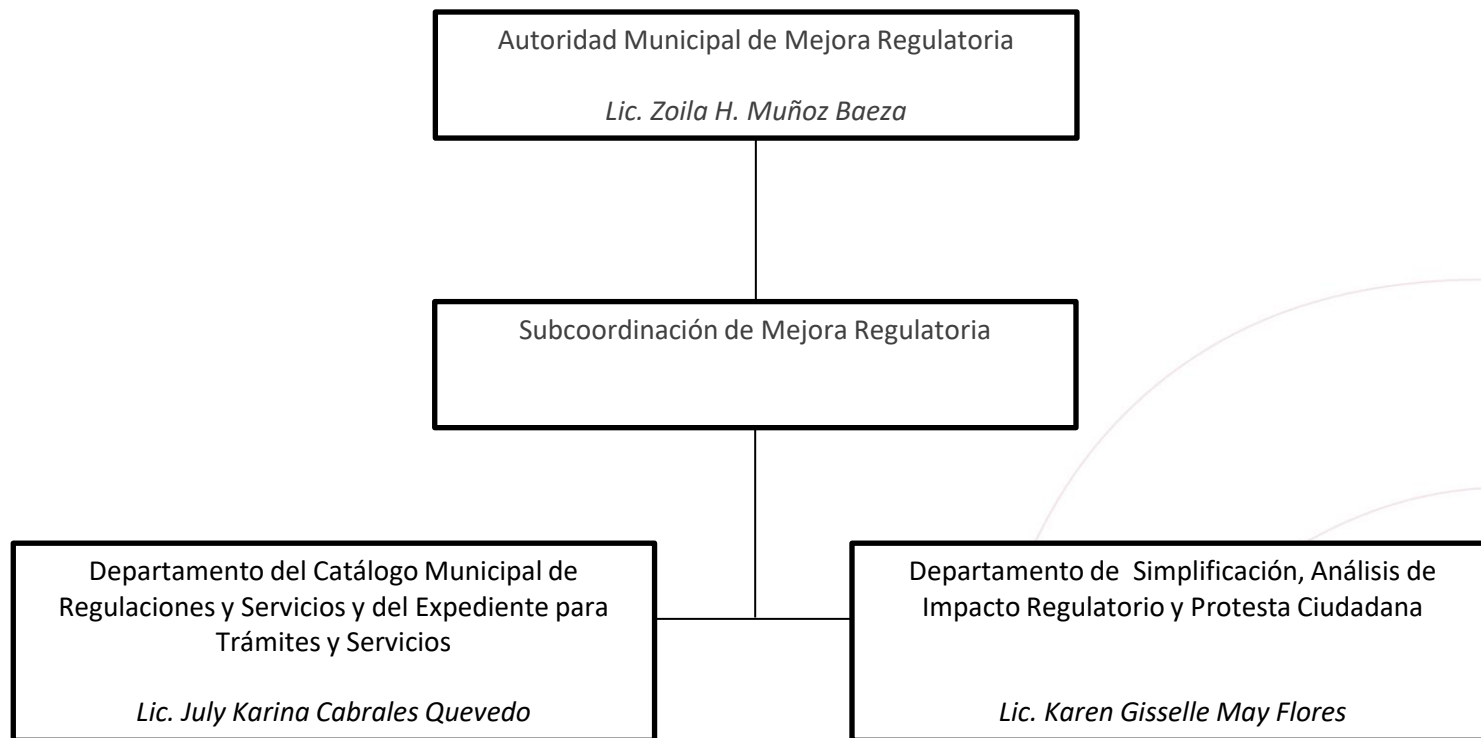 Autoridad Municipal de Mejora Regulatoria
Lic. Zoila H. Muñoz Baeza
Subcoordinación de Mejora Regulatoria
Departamento del Catálogo Municipal de
Regulaciones y Servicios y del Expediente para
Trámites y Servicios
Lic. July Karina Cabrales Quevedo
Departamento de  Simplificación, Análisis de
Impacto Regulatorio y Protesta Ciudadana
Lic. Karen Gisselle May Flores